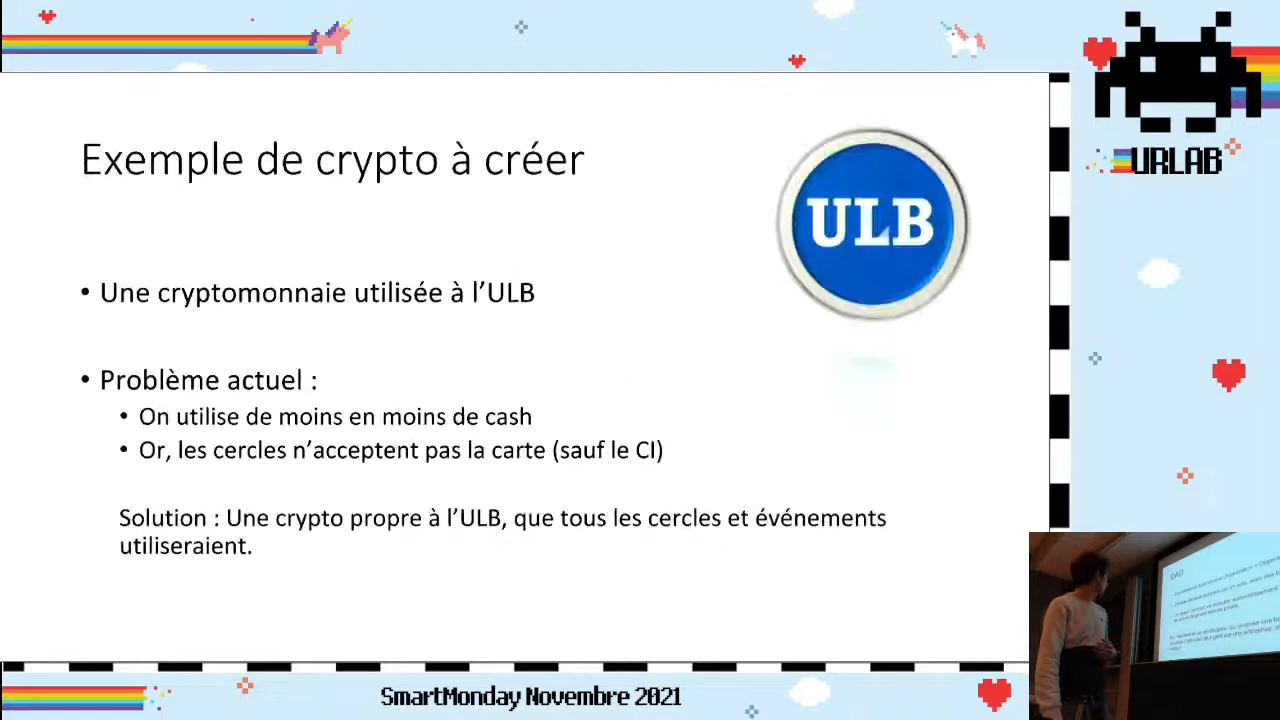 Exemple de crypto à créer
ULB
URLAB
• Une cryptomonnaie utilisée à l'ULB
• Problème actuel :
• On utilise de moins en moins de cash
• Or, les cercles n'acceptent pas la carte (sauf le CI)
Solution : Une crypto propre à l'ULB, que tous les cercles et événements
utiliseraient.
DAO
SmartMonday Novembre 2021